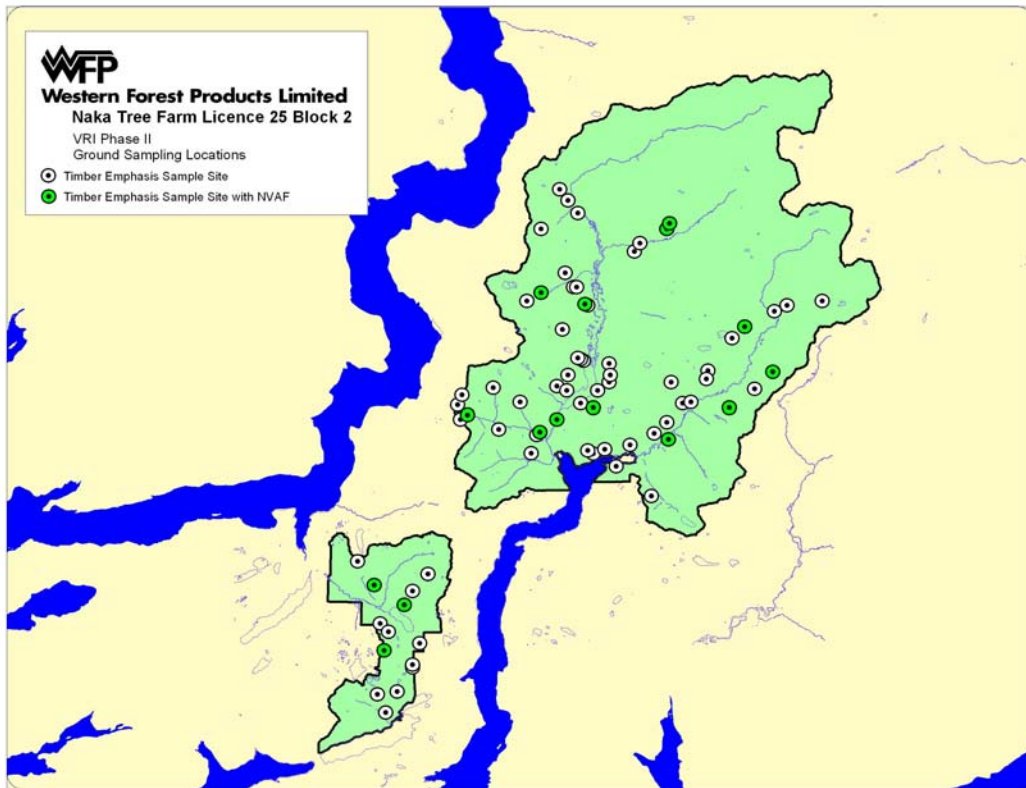 WFP
Western Forest Products Limited
Naka Tree Farm Licence 25 Block 2
VRI Phase II
Ground Sampling Locations
Timber Emphasis Sample Site
Timber Emphasis Sample Site with NVAF